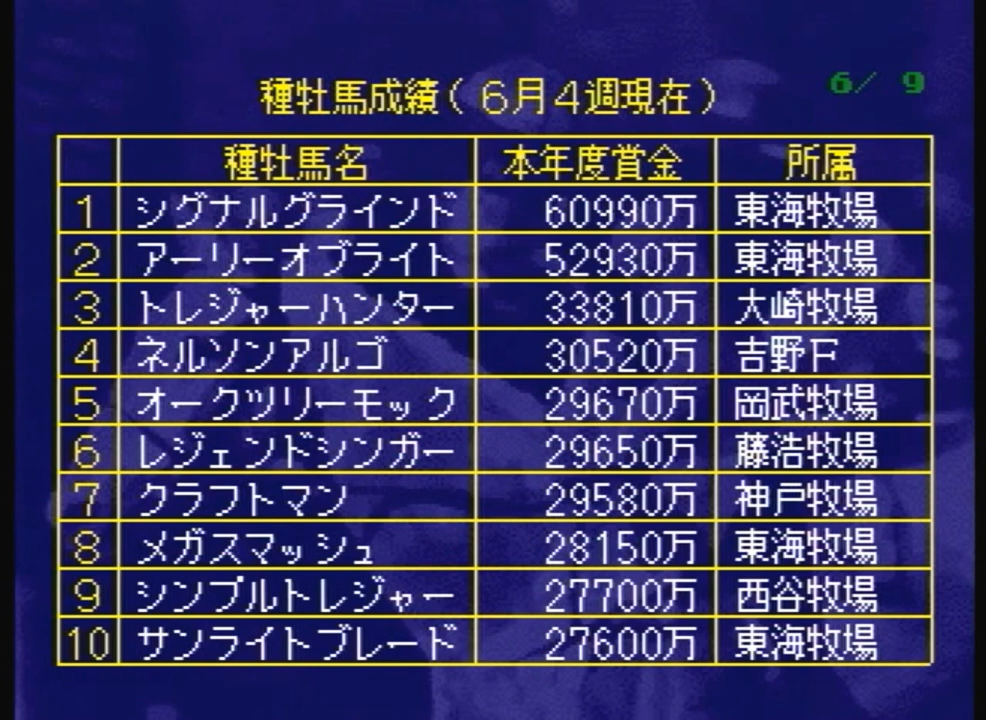 種牡馬成績(6月4週現在) 6/ 9
種牡馬名 本年度賞金 所属
1 シグナルグラインド 60990万 東海牧場
2 アーリーオブライト 52930万 東海牧場
3 トレジャーハンター 33810万 大崎牧場
4 ネルソンアルゴ 30520万 吉野F
5 オークツリーモック 29670万 岡武牧場
6 レジェンドシンガー 29650万 藤浩牧場
7 クラフトマン 29580万 神戸牧場
8 メガスマッシュ 28150万 東海牧場
9 シンプルトレジャー 27700万 西谷牧場
10 サンライトブレード 27600万 東海牧場